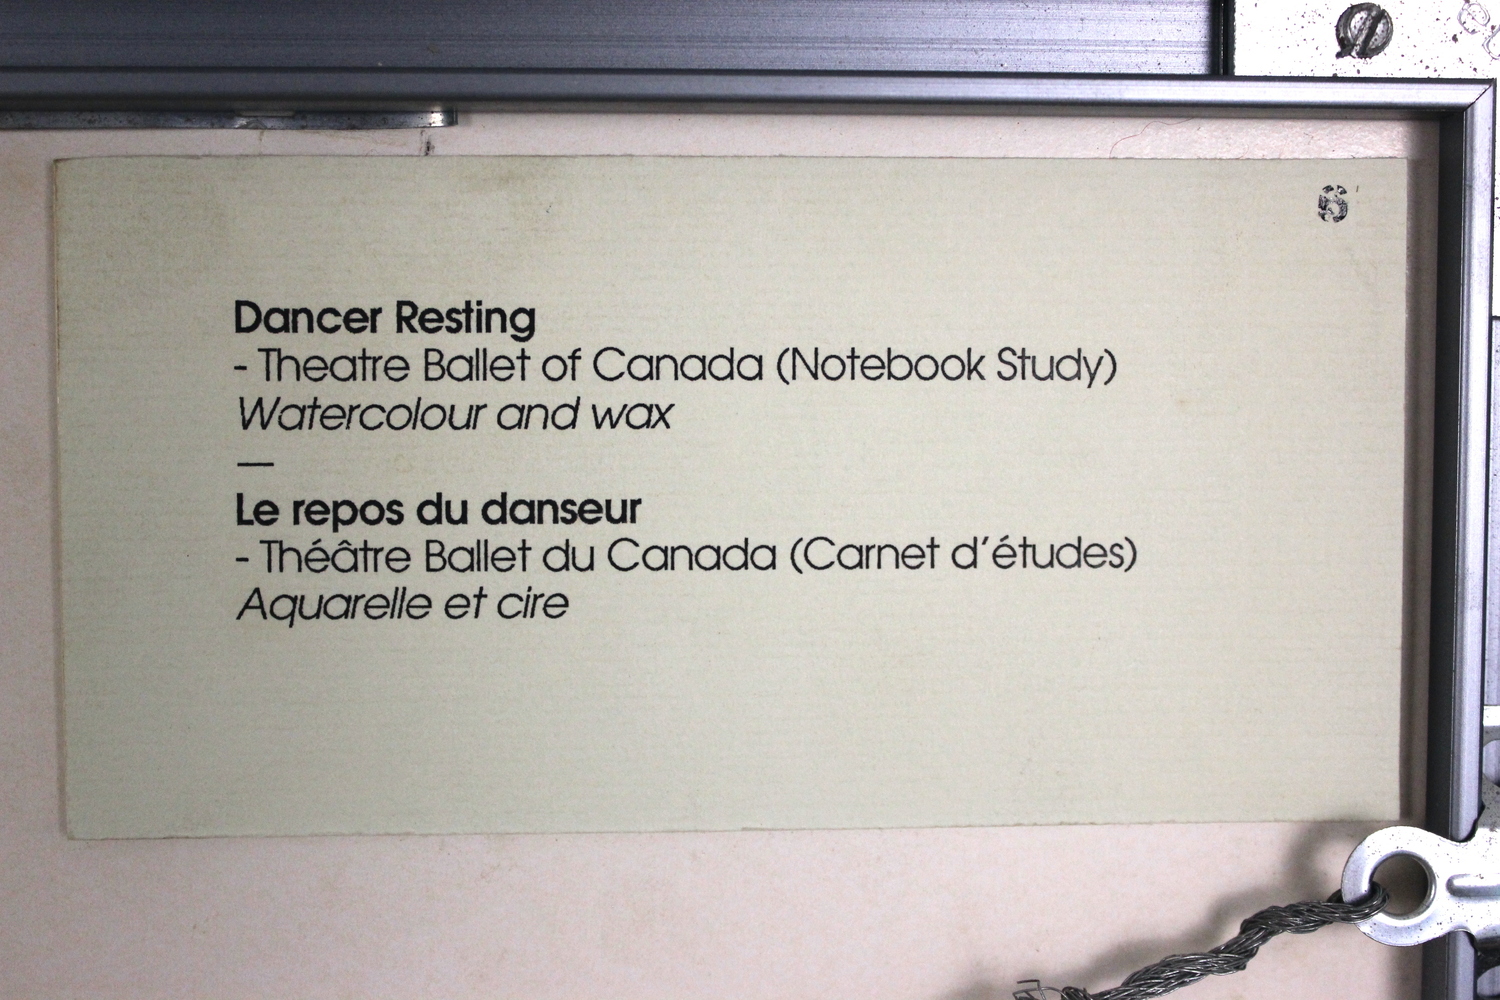 6
Dancer Resting
- Theatre Ballet of Canada (Notebook Study)
Watercolour and wax
—
Le repos du danseur
- Théâtre Ballet du Canada (Carnet d'études)
Aquarelle et cire